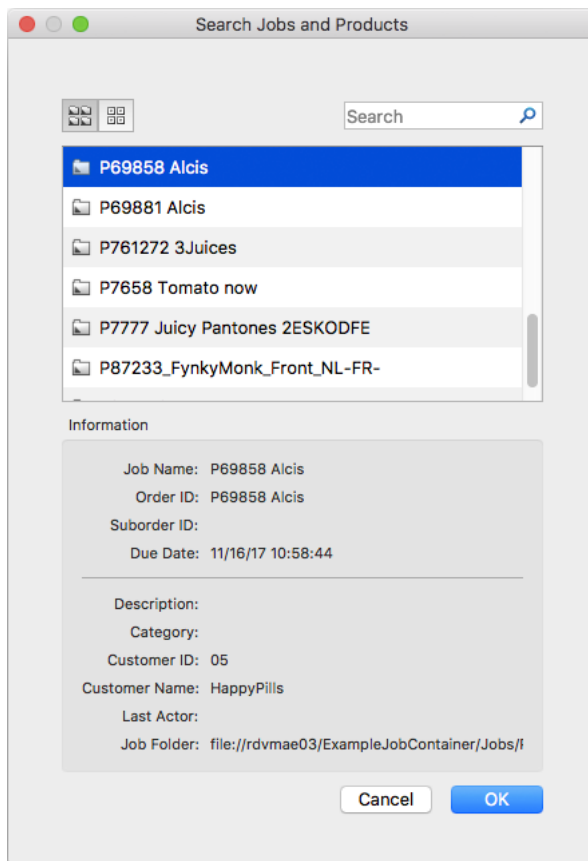 Search Jobs and Products
Search
P69858 Alcis
P69881 Alcis
P761272 3Juices
P7658 Tomato now
P7777 Juicy Pantones 2ESKODFE
P87233_FynkyMonk_Front_NL-FR-
Information
Job Name: P69858 Alcis
Order ID: P69858 Alcis
Suborder ID:
Due Date: 11/16/17 10:58:44
Description:
Category:
Customer ID: 05
Customer Name: HappyPills
Last Actor:
Job Folder: file://rdvmae03/ExampleJobContainer/Jobs/
Cancel OK